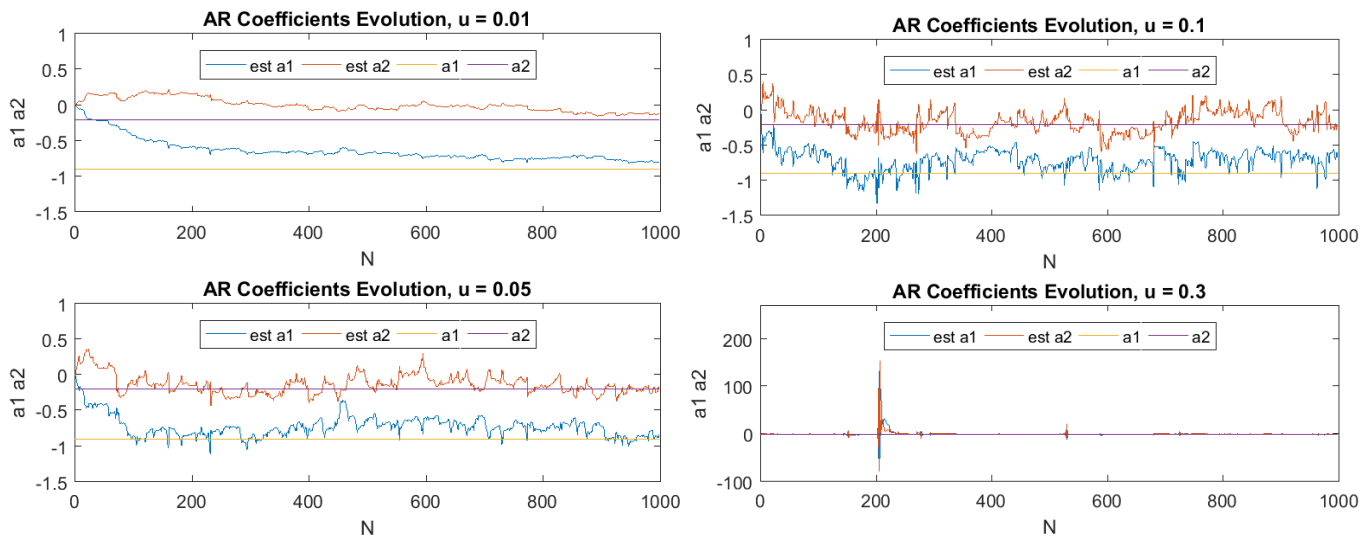 AR Coefficients Evolution, u = 0.01
1
0.5
0
-0.5
-1
-1.5
a1 a2
est a1 est a2 a1 a2
0 200 400 600 800 1000
N
AR Coefficients Evolution, u = 0.1
1
0.5
0
-0.5
-1
-1.5
a1 a2
est a1 est a2 a1 a2
0 200 400 600 800 1000
N
AR Coefficients Evolution, u = 0.05
1
0.5
0
-0.5
-1
-1.5
a1 a2
est a1 est a2 a1 a2
0 200 400 600 800 1000
N
AR Coefficients Evolution, u = 0.3
200
100
0
-100
a1 a2
est a1 est a2 a1 a2
0 200 400 600 800 1000
N